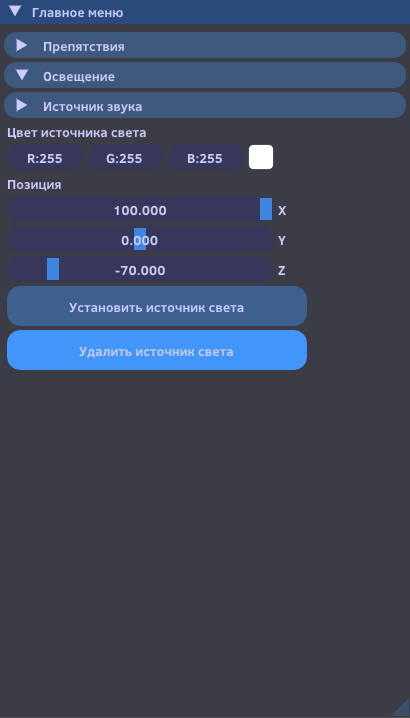 Главное меню
Препятствия
Освещение
Источник звука
Цвет источника света
R:255 G:255 B:255
Позиция
100.000 X
0.000 Y
-70.000 Z
Установить источник света
Удалить источник света